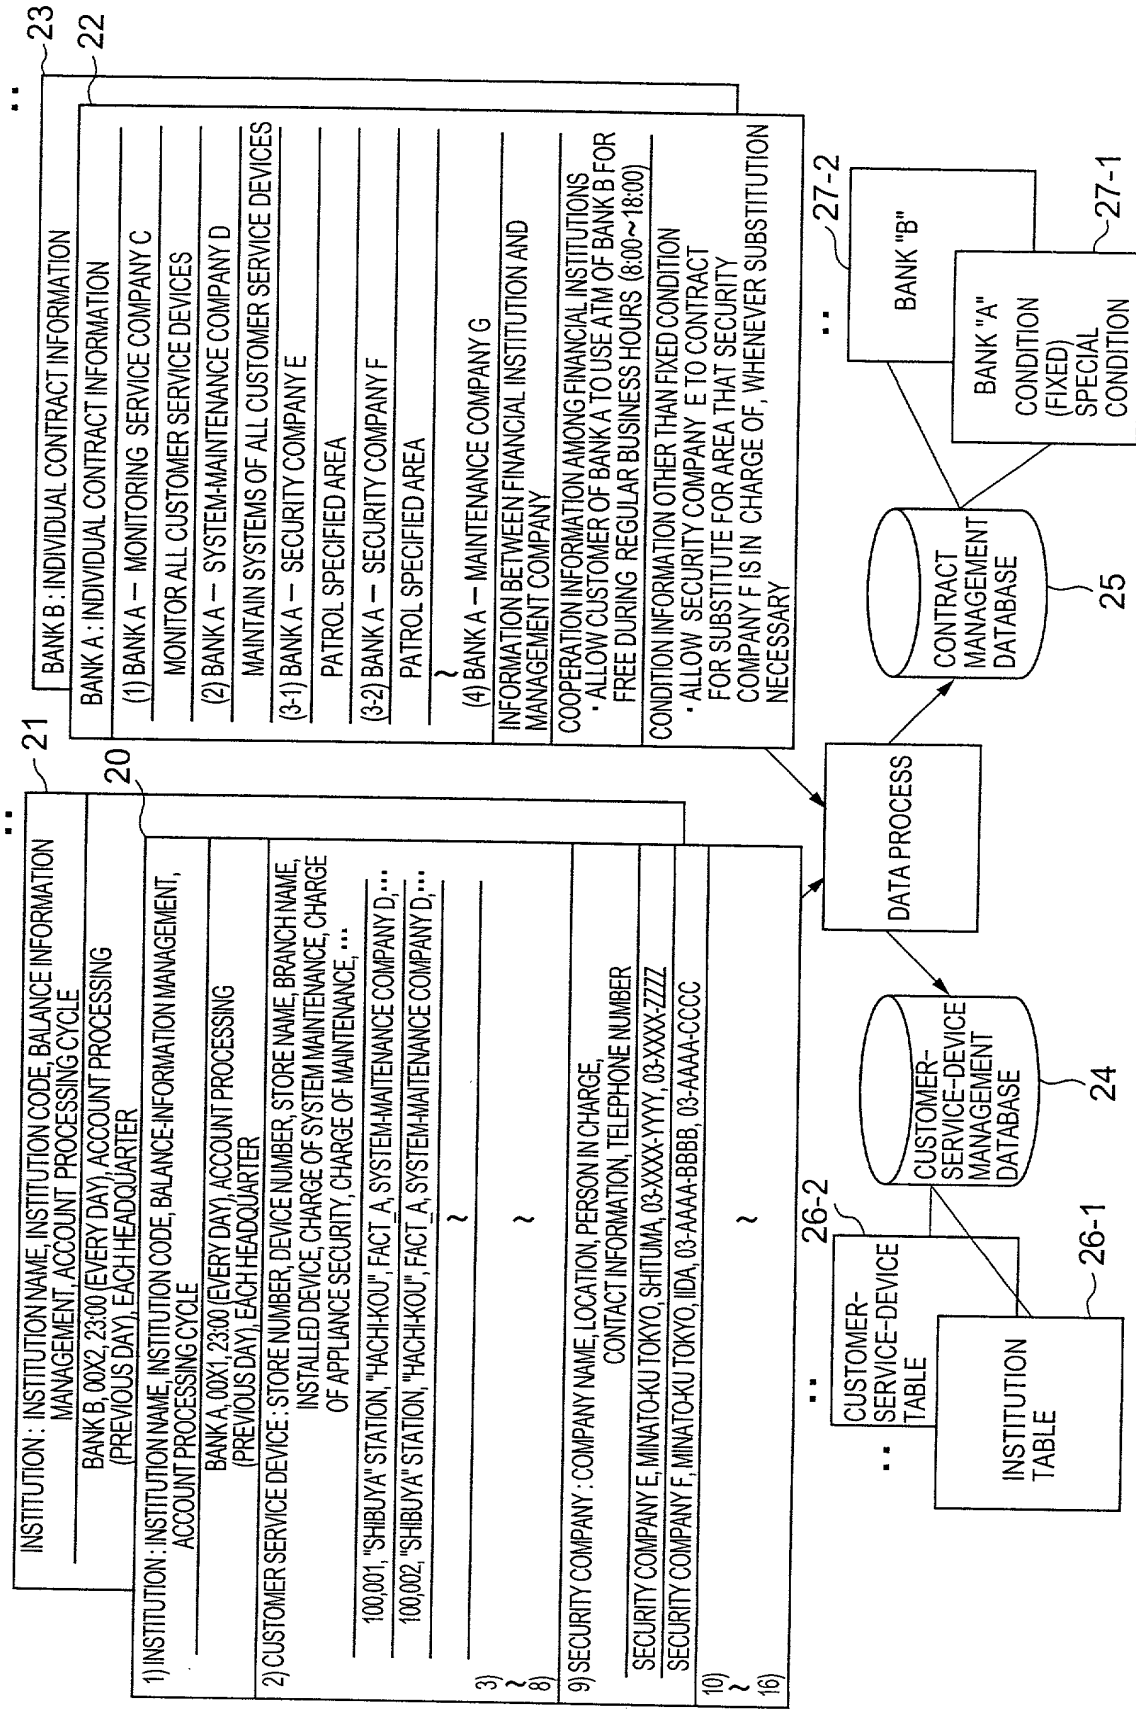 21
INSTITUTION : INSTITUTION NAME, INSTITUTION CODE, BALANCE INFORMATION
MANAGEMENT, ACCOUNT PROCESSING CYCLE
BANK B, 00X2, 23:00 (EVERY DAY), ACCOUNT PROCESSING
(PREVIOUS DAY), EACH HEADQUARTER
20
1) INSTITUTION : INSTITUTION NAME, INSTITUTION CODE, BALANCE-INFORMATION MANAGEMENT,
ACCOUNT PROCESSING CYCLE
BANK A, 00X1, 23:00 (EVERY DAY), ACCOUNT PROCESSING
(PREVIOUS DAY), EACH HEADQUARTER
2) CUSTOMER SERVICE DEVICE : STORE NUMBER, DEVICE NUMBER, STORE NAME, BRANCH NAME,
INSTALLED DEVICE, CHARGE OF SYSTEM MAINTENANCE, CHARGE
OF APPLIANCE SECURITY, CHARGE OF MAINTENANCE, ...
100,001, "SHIBUYA" STATION, "HACHI-KOU", FACT_A, SYSTEM-MAITENANCE COMPANY D, ...
100,002, "SHIBUYA" STATION, "HACHI-KOU", FACT_A, SYSTEM-MAITENANCE COMPANY D, ...
~
3)
~ ~
8)
9) SECURITY COMPANY : COMPANY NAME, LOCATION, PERSON IN CHARGE,
CONTACT INFORMATION, TELEPHONE NUMBER
SECURITY COMPANY E, MINATO-KU TOKYO, SHITUMA, 03-XXXX-YYYY, 03-XXXX-ZZZZ
SECURITY COMPANY F, MINATO-KU TOKYO, IIDA, 03-AAAA-BBBB, 03-AAAA-CCCC
10)
~ ~
16)
23
BANK B : INDIVIDUAL CONTRACT INFORMATION
22
BANK A : INDIVIDUAL CONTRACT INFORMATION
(1) BANK A — MONITORING SERVICE COMPANY C
MONITOR ALL CUSTOMER SERVICE DEVICES
(2) BANK A — SYSTEM-MAINTENANCE COMPANY D
MAINTAIN SYSTEMS OF ALL CUSTOMER SERVICE DEVICES
(3-1) BANK A — SECURITY COMPANY E
PATROL SPECIFIED AREA
(3-2) BANK A — SECURITY COMPANY F
PATROL SPECIFIED AREA
~
(4) BANK A — MAINTENANCE COMPANY G
INFORMATION BETWEEN FINANCIAL INSTITUTION AND
MANAGEMENT COMPANY
COOPERATION INFORMATION AMONG FINANCIAL INSTITUTIONS
· ALLOW CUSTOMER OF BANK A TO USE ATM OF BANK B FOR
FREE DURING REGULAR BUSINESS HOURS (8:00~18:00)
CONDITION INFORMATION OTHER THAN FIXED CONDITION
· ALLOW SECURITY COMPANY E TO CONTRACT
FOR SUBSTITUTE FOR AREA THAT SECURITY
COMPANY F IS IN CHARGE OF, WHENEVER SUBSTITUTION
NECESSARY
DATA PROCESS
26-2
CUSTOMER-
SERVICE-DEVICE
TABLE
INSTITUTION
TABLE
26-1
CUSTOMER-
SERVICE-DEVICE
MANAGEMENT
DATABASE
24
CONTRACT
MANAGEMENT
DATABASE
25
27-2
BANK "B"
BANK "A"
CONDITION
(FIXED)
SPECIAL
CONDITION
27-1